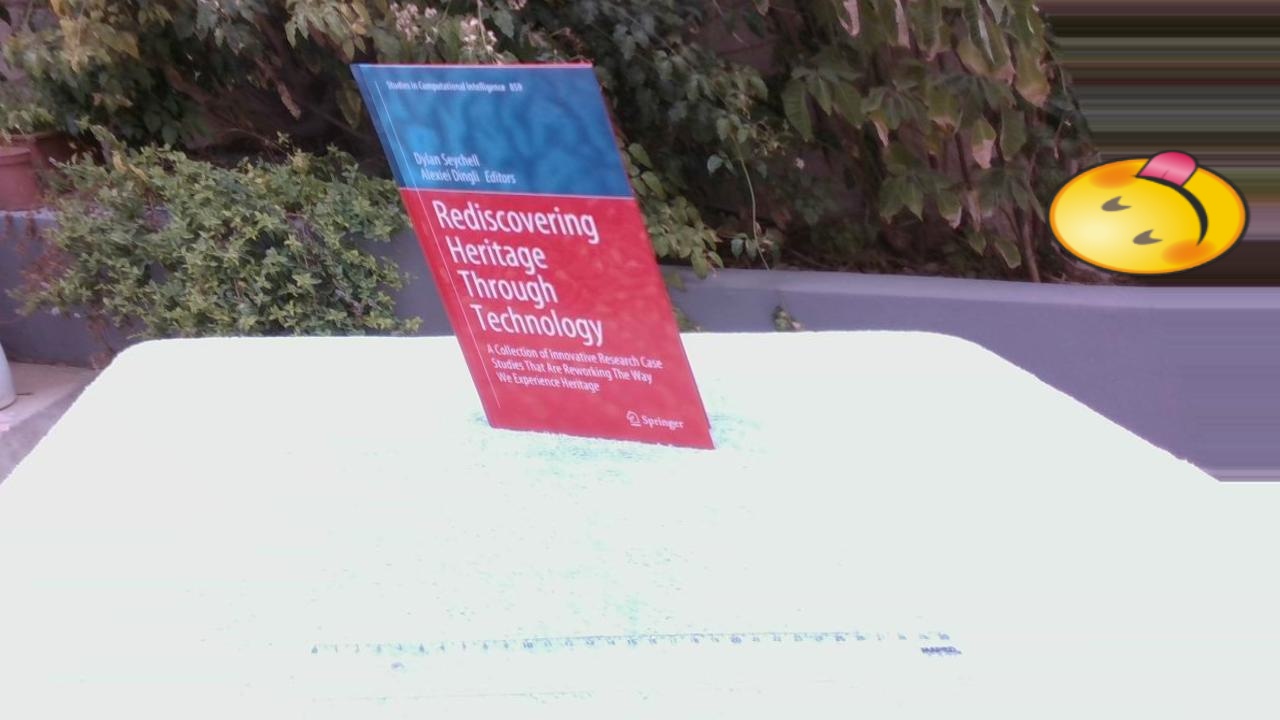 Studies in Computational Intelligence 859
Dylan Seychell
Alexiei Dingli Editors
Rediscovering
Heritage
Through
Technology
A Collection of Innovative Research Case
Studies That Are Reworking The Way
We Experience Heritage
Springer